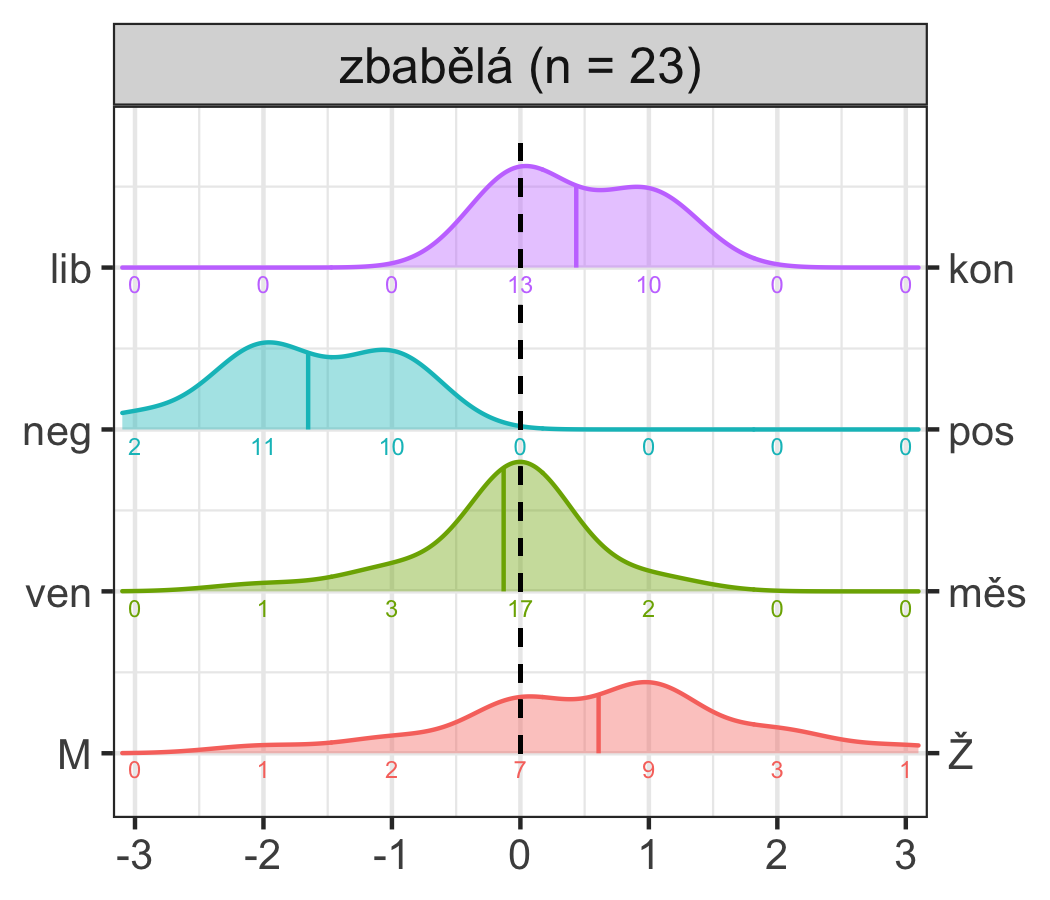 zbabělá (n = 23)
lib kon
0 0 0 13 10 0 0
neg pos
2 11 10 0 0 0 0
ven měs
0 1 3 17 2 0 0
M Ž
0 1 2 7 9 3 1
-3 -2 -1 0 1 2 3